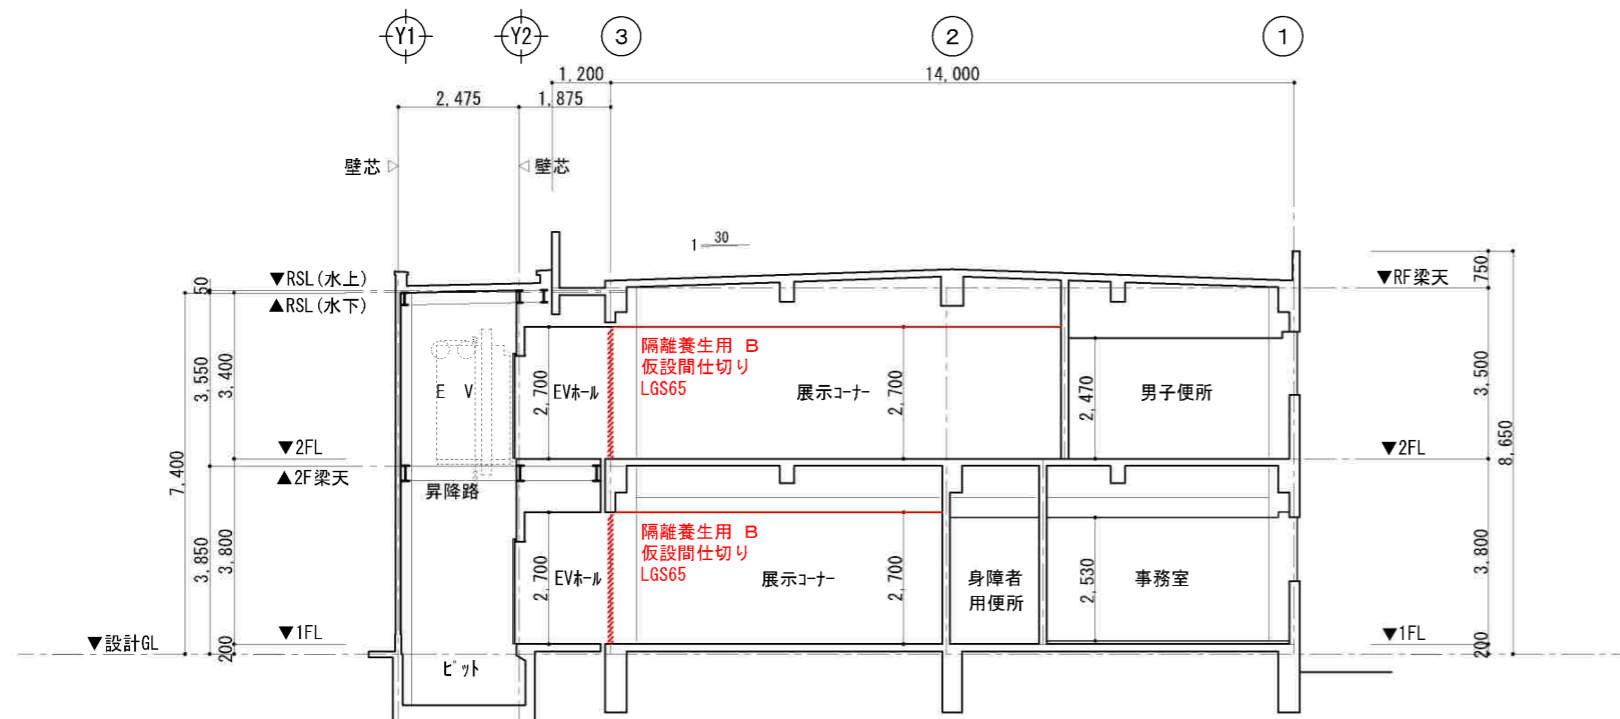 Y1 Y2 3 2 1
1,200 14,000
2,475 1,875
壁芯 壁芯
1 30
▼RSL(水上)
▲RSL(水下)
▼RF梁天
50
750
隔離養生用 B
仮設間仕切り
LGS65
E V
EVホール
展示コーナー
男子便所
2,700
2,700
2,470
3,550
3,400
3,500
▼2FL
▲2F梁天
▼2FL
7,400
8,650
昇降路
隔離養生用 B
仮設間仕切り
LGS65
EVホール
展示コーナー
身障者
用便所
事務室
2,700
2,700
2,530
3,850
3,800
3,800
▼1FL
▼1FL
▼設計GL
200
200
ピット